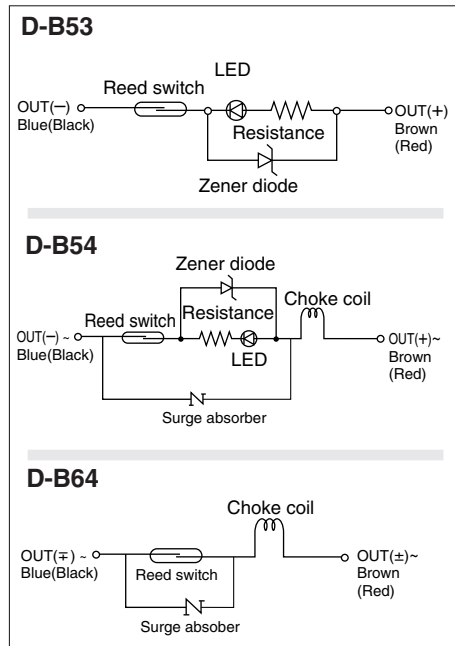 D-B53
LED
Reed switch
OUT(−)
Blue(Black)
OUT(+)
Brown
(Red)
Resistance
Zener diode
D-B54
Zener diode
Resistance
Choke coil
Reed switch
OUT(−) ~
Blue(Black)
LED
OUT(+)~
Brown
(Red)
Surge absorber
D-B64
Choke coil
OUT(∓) ~
Blue(Black)
Reed switch
OUT(±)~
Brown
(Red)
Surge absober